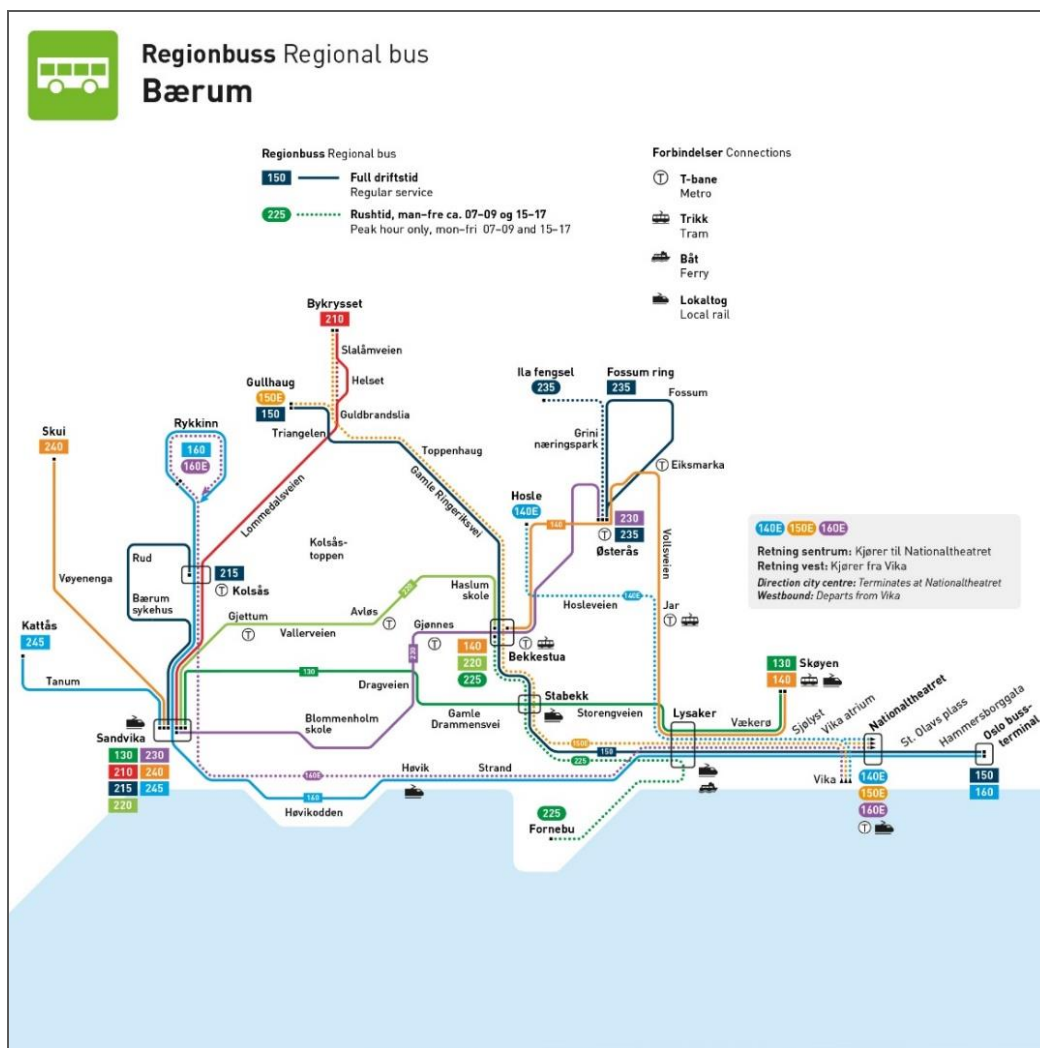 Regionbuss Regional bus
Bærum
Regionbuss Regional bus
150 Full driftstid
Regular service
225 Rushtid, man–fre ca. 07–09 og 15–17
Peak hour only, mon–fri 07–09 and 15–17
Forbindelser Connections
T T-bane
Metro
Trikk
Tram
Båt
Ferry
Lokaltog
Local rail
Bykrysset
210
Slalåmveien
Helset
Guldbrandslia
Gullhaug
150E
150
Triangelen
Toppenhaug
Gamle Ringeriksvei
Lommedalsveien
Ila fengsel
235
Fossum ring
235
Fossum
Grini
næringspark
T Eiksmarka
Skui
240
Rykkinn
160
160E
Hosle
140E
140
230
T 235
Østerås
Vollsveien
140E 150E 160E
Retning sentrum: Kjører til Nationaltheatret
Retning vest: Kjører fra Vika
Direction city centre: Terminates at Nationaltheatret
Westbound: Departs from Vika
Vøyenenga
Rud
Bærum
sykehus
215
T Kolsås
Kolsås-
toppen
Haslum
skole
220
Hosleveien
140E
Jar
T
Kattås
245
Tanum
Gjettum
T
Vallerveien
Avløs
T
Gjønnes
T
230
140
220
225
T
Bekkestua
130
Dragveien
Blommenholm
skole
Gamle
Drammensvei
Stabekk
Storengveien
Lysaker
Vækerø
130 Skøyen
140
Sjølyst
Vika atrium
Nationaltheatret
St. Olavs plass
Hammersborggata
Oslo buss-
terminal
Sandvika
130 230
210 240
215 245
220
160E
Høvik
Strand
160
Høvikodden
150E
150
225
225
Fornebu
Vika
140E
150E
160E
T
150
160